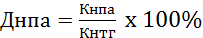 Днпа = Кнпа / Кнтг x 100%